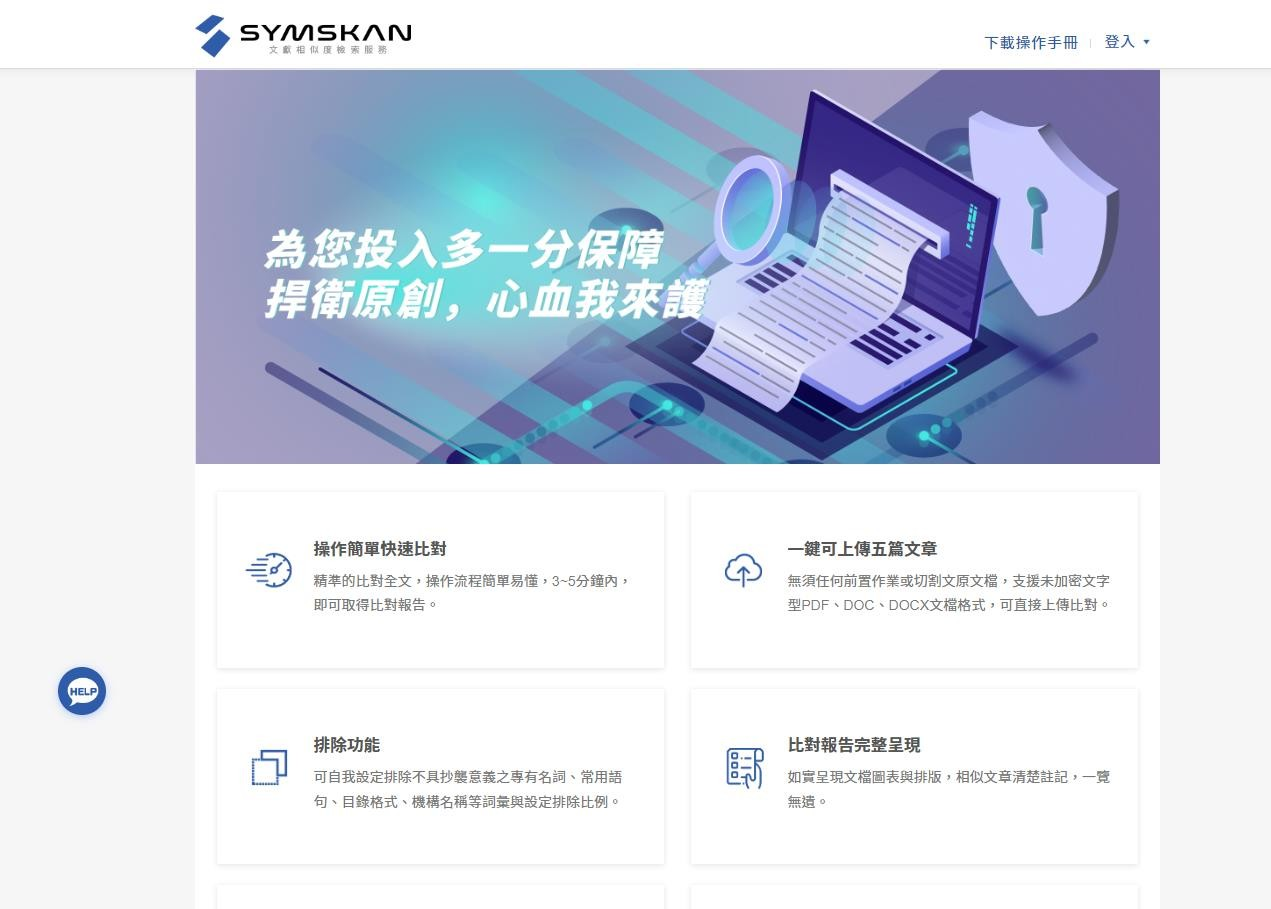 SYMSKAN
文獻相似度檢索服務
下載操作手冊
登入
為您投入多一分保障
捍衛原創，心血我來護
操作簡單快速比對
精準的比對全文，操作流程簡單易懂，3~5分鐘內，
即可取得比對報告。
一鍵可上傳五篇文章
無須任何前置作業或切割文原文檔，支援未加密文字
型PDF、DOC、DOCX文檔格式，可直接上傳比對。
HELP
排除功能
可自我設定排除不具抄襲意義之專有名詞、常用語
句、目錄格式、機構名稱等詞彙與設定排除比例。
比對報告完整呈現
如實呈現文檔圖表與排版，相似文章清楚註記，一覽
無遺。